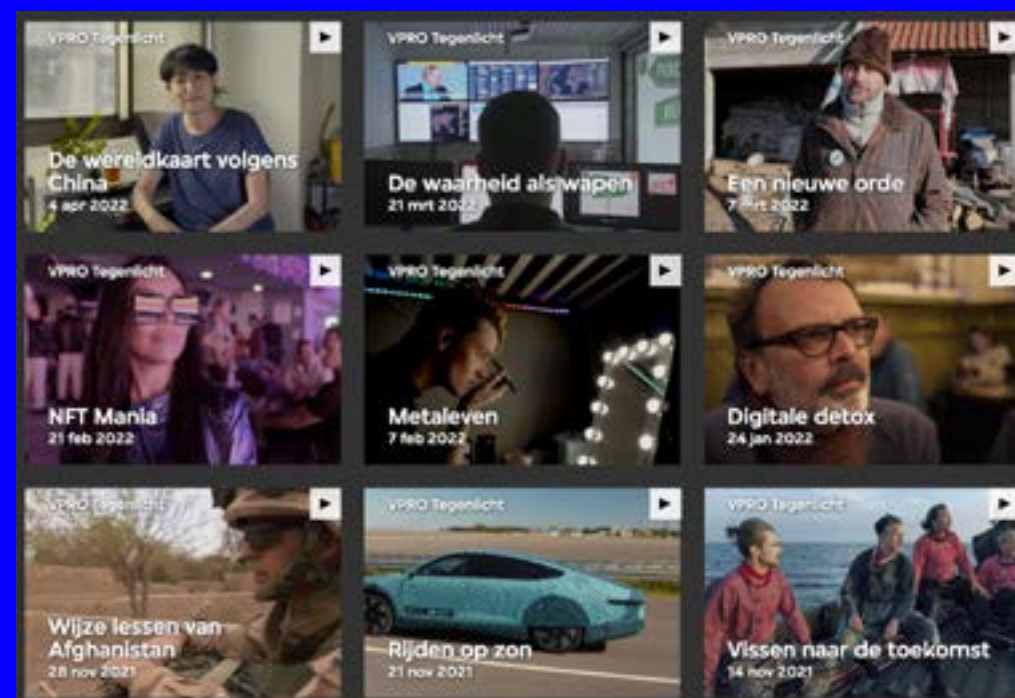 VPRO Tegenlicht
De wereldkaart volgens
China
4 apr 2022
VPRO Tegenlicht
De waarheid als wapen
21 mrt 2022
VPRO Tegenlicht
Een nieuwe orde
7 mrt 2022
VPRO Tegenlicht
NFT Mania
21 feb 2022
VPRO Tegenlicht
Metaleven
7 feb 2022
VPRO Tegenlicht
Digitale detox
24 jan 2022
VPRO Tegenlicht
Wijze lessen van
Afghanistan
28 nov 2021
VPRO Tegenlicht
Rijden op zon
21 nov 2021
VPRO Tegenlicht
Vissen naar de toekomst
14 nov 2021